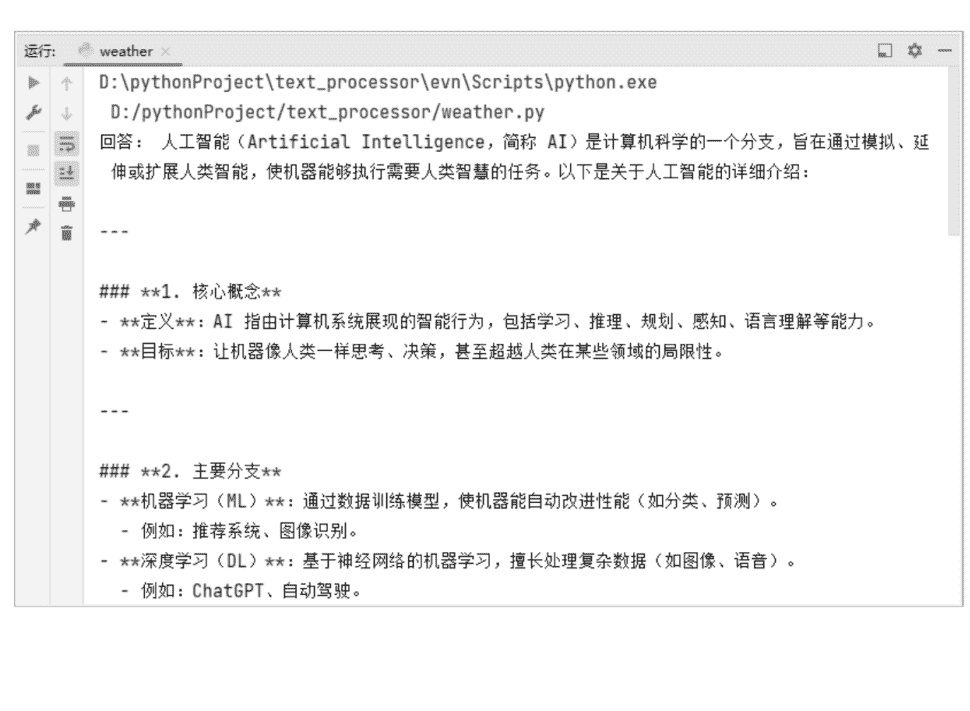 运行: weather
D:\pythonProject\text_processor\evn\Scripts\python.exe
D:/pythonProject/text_processor/weather.py
回答： 人工智能（Artificial Intelligence，简称 AI）是计算机科学的一个分支，旨在通过模拟、延
伸或扩展人类智能，使机器能够执行需要人类智慧的任务。以下是关于人工智能的详细介绍：
---
### **1. 核心概念**
- **定义**：AI 指由计算机系统展现的智能行为，包括学习、推理、规划、感知、语言理解等能力。
- **目标**：让机器像人类一样思考、决策，甚至超越人类在某些领域的局限性。
---
### **2. 主要分支**
- **机器学习（ML）**：通过数据训练模型，使机器能自动改进性能（如分类、预测）。
- 例如：推荐系统、图像识别。
- **深度学习（DL）**：基于神经网络的机器学习，擅长处理复杂数据（如图像、语音）。
- 例如：ChatGPT、自动驾驶。